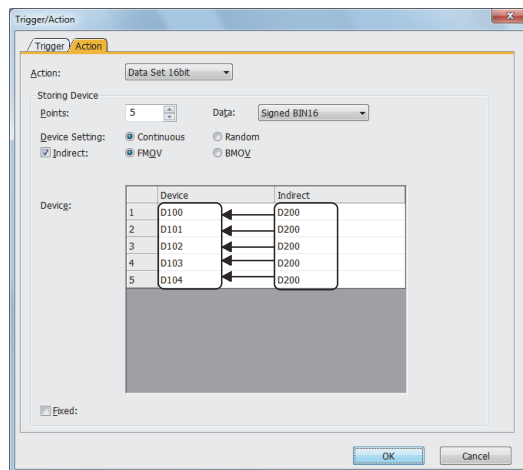 Trigger/Action
Trigger Action
Action: Data Set 16bit
Storing Device
Points: 5 Data: Signed BIN16
Device Setting: Continuous Random
Indirect: FMOV BMOV
Device:
Device Indirect
1 D100 D200
2 D101 D200
3 D102 D200
4 D103 D200
5 D104 D200
Fixed:
OK Cancel